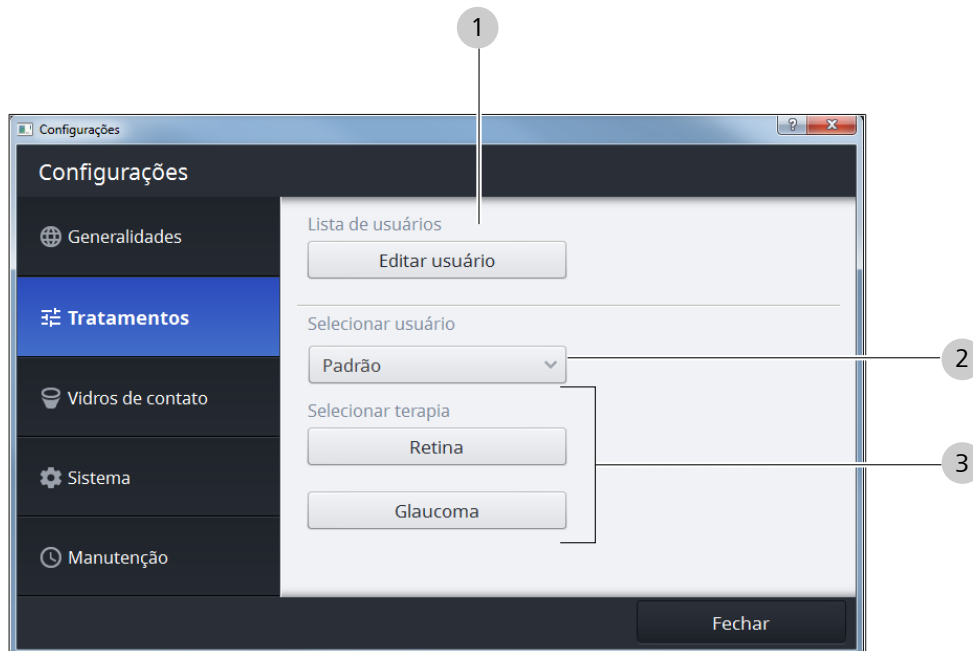 1
Configurações
Configurações
Generalidades
Tratamentos
Vidros de contato
Sistema
Manutenção
Lista de usuários
Editar usuário
Selecionar usuário
Padrão
2
Selecionar terapia
Retina
3
Glaucoma
Fechar